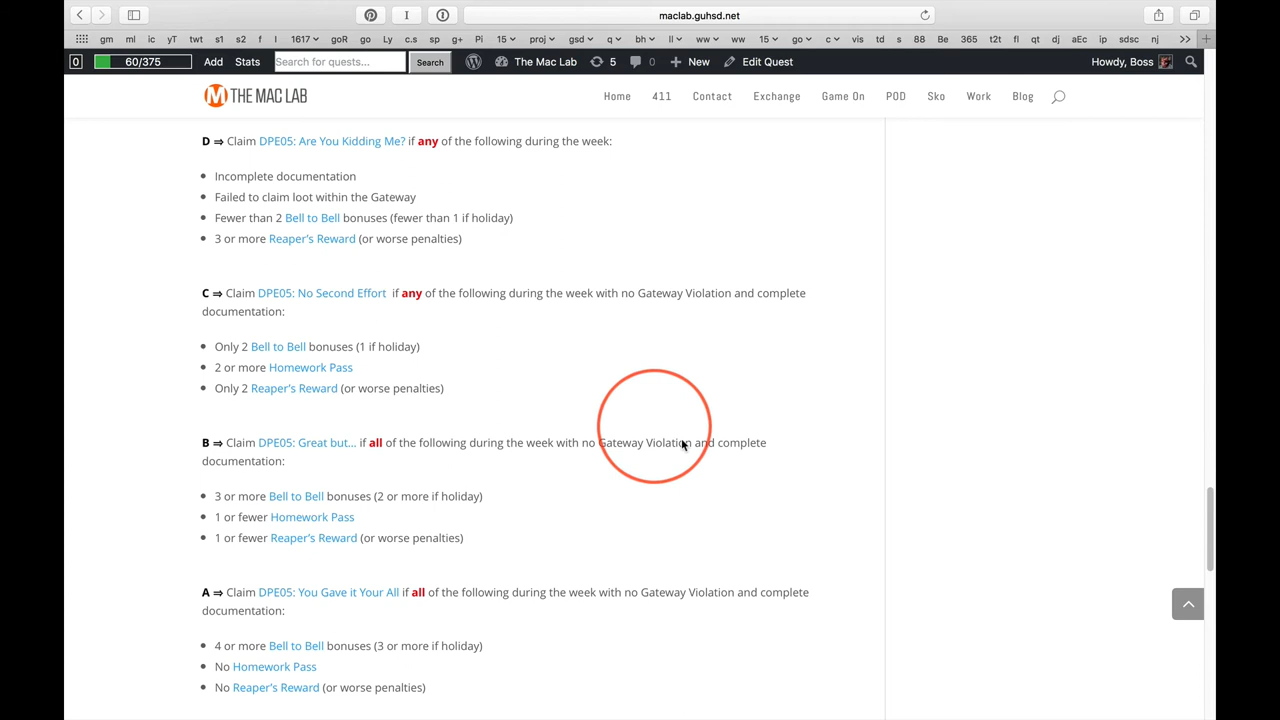 maclab.guhsd.net
gm ml ic yT twt s1 s2 f I 1617 goR go Ly c.s sp g+ Pi 15 proj gsd q bh ll ww ww 15 go c vis td s 88 Be 365 t2t fl qt dj aEc ip sdsc nj
0 60/375 Add Stats Search for quests... Search The Mac Lab 5 0 New Edit Quest Howdy, Boss
M THE MAC LAB Home 411 Contact Exchange Game On POD Sko Work Blog
D ⇒ Claim DPE05: Are You Kidding Me? if any of the following during the week:
• Incomplete documentation
• Failed to claim loot within the Gateway
• Fewer than 2 Bell to Bell bonuses (fewer than 1 if holiday)
• 3 or more Reaper's Reward (or worse penalties)
C ⇒ Claim DPE05: No Second Effort if any of the following during the week with no Gateway Violation and complete
documentation:
• Only 2 Bell to Bell bonuses (1 if holiday)
• 2 or more Homework Pass
• Only 2 Reaper's Reward (or worse penalties)
B ⇒ Claim DPE05: Great but... if all of the following during the week with no Gateway Violation and complete
documentation:
• 3 or more Bell to Bell bonuses (2 or more if holiday)
• 1 or fewer Homework Pass
• 1 or fewer Reaper's Reward (or worse penalties)
A ⇒ Claim DPE05: You Gave it Your All if all of the following during the week with no Gateway Violation and complete
documentation:
• 4 or more Bell to Bell bonuses (3 or more if holiday)
• No Homework Pass
• No Reaper's Reward (or worse penalties)